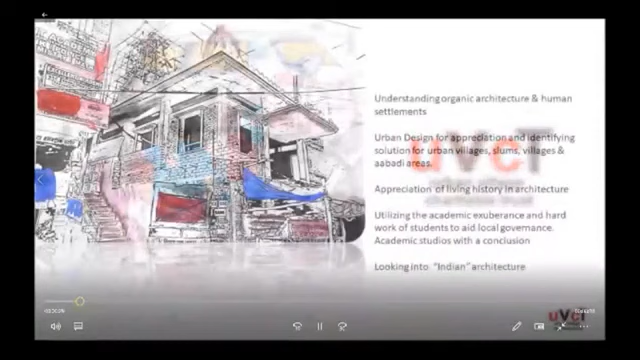 Understanding organic architecture & human
settlements
Urban Design for appreciation and identifying
solution for urban villages, slums, villages &
aabadi areas.
Appreciation of living history in architecture
Utilizing the academic exuberance and hard
work of students to aid local governance.
Academic studios with a conclusion
Looking into "Indian" architecture
uvcT